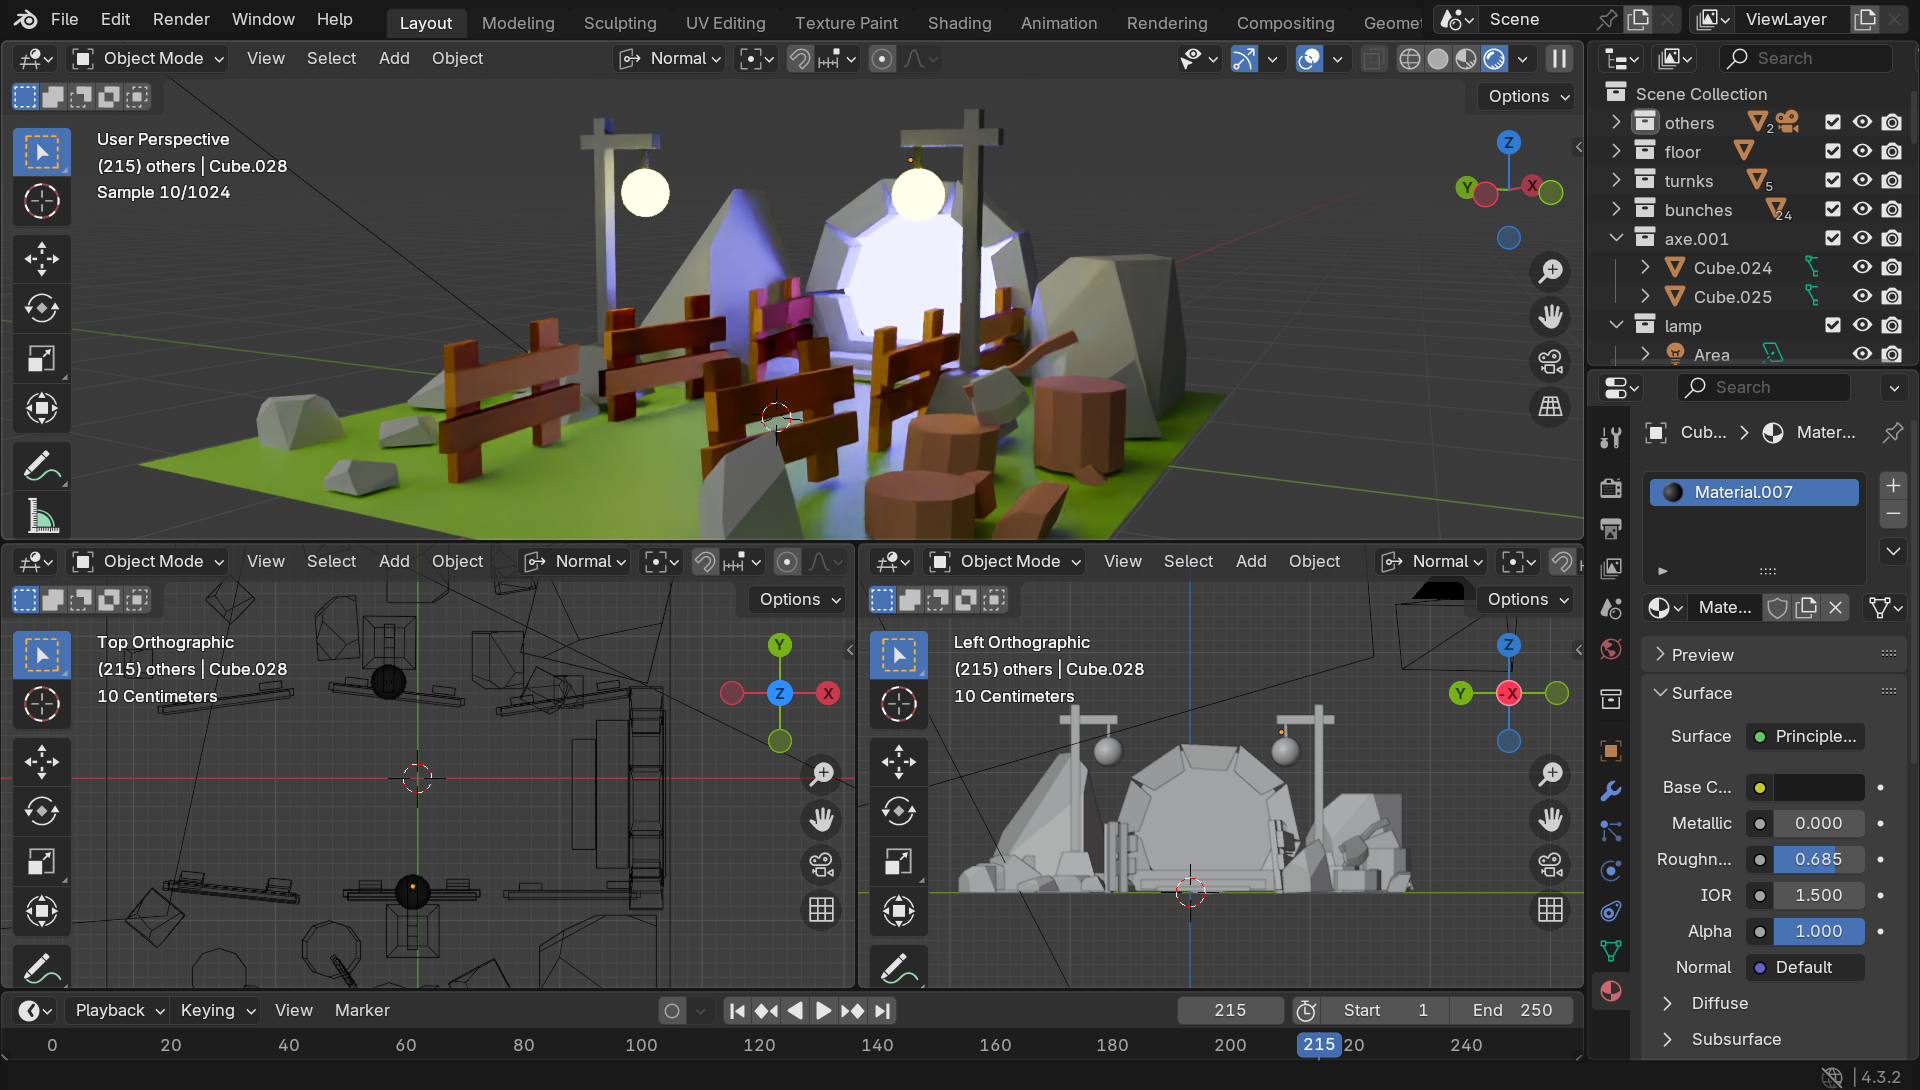 File Edit Render Window Help
Layout Modeling Sculpting UV Editing Texture Paint Shading Animation Rendering Compositing Geomet
Scene
ViewLayer
Object Mode View Select Add Object
Normal
Search
Options
User Perspective
(215) others | Cube.028
Sample 10/1024
Z
Y
X
Scene Collection
others 2
floor
turnks 5
bunches 24
axe.001
Cube.024
Cube.025
lamp
Area
Search
Cub... Mater...
Material.007
Mate...
Preview
Surface
Surface Principle...
Base C...
Metallic 0.000
Roughn... 0.685
IOR 1.500
Alpha 1.000
Normal Default
Diffuse
Subsurface
Object Mode View Select Add Object Normal
Options
Top Orthographic
(215) others | Cube.028
10 Centimeters
Y
Z
X
Object Mode View Select Add Object Normal
Options
Left Orthographic
(215) others | Cube.028
10 Centimeters
Z
Y
-X
Playback Keying View Marker
215
Start 1
End 250
0 20 40 60 80 100 120 140 160 180 200 215 20 240
4.3.2